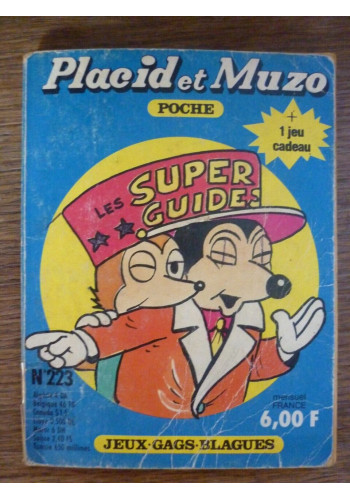 Placid et Muzo
POCHE
+
1 jeu
cadeau
LES SUPER
GUIDES
N°223
mensuel
FRANCE
6,00 F
JEUX·GAGS·BLAGUES